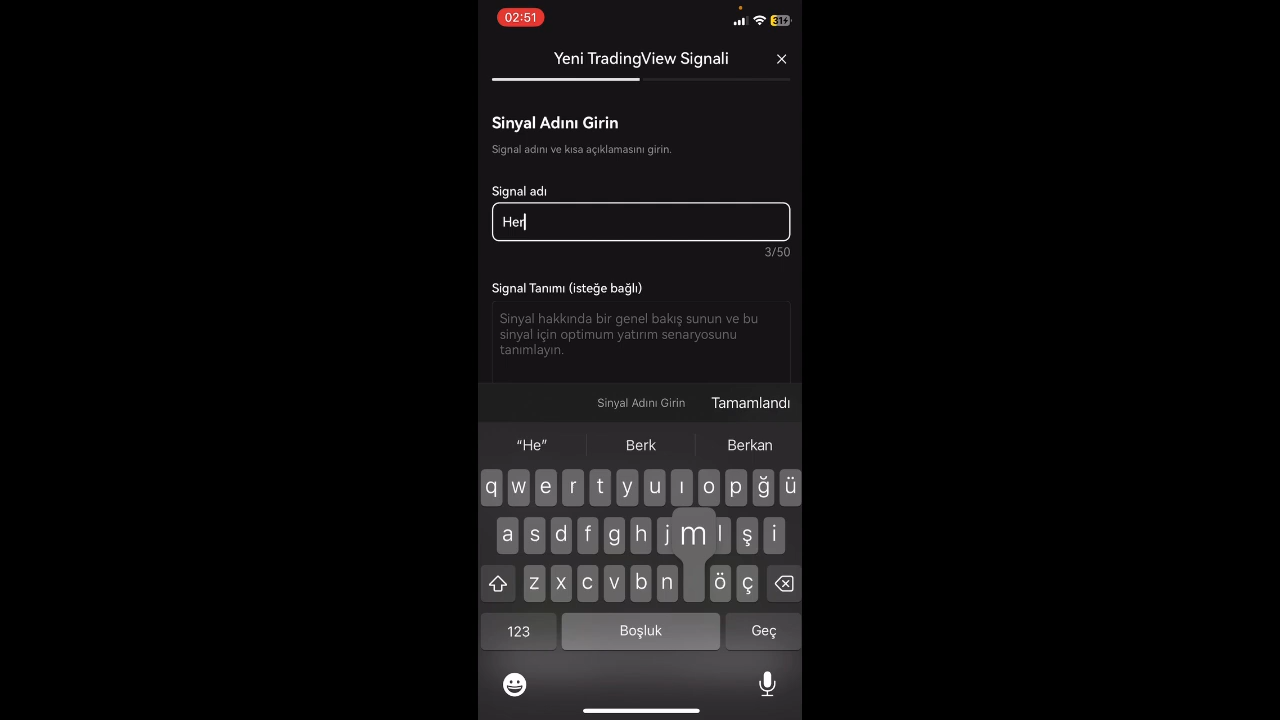 02:51
31
Yeni TradingView Signali
Sinyal Adını Girin
Signal adını ve kısa açıklamasını girin.
Signal adı
Her
3/50
Signal Tanımı (isteğe bağlı)
Sinyal hakkında bir genel bakış sunun ve bu
sinyal için optimum yatırım senaryosunu
tanımlayın.
Sinyal Adını Girin Tamamlandı
“He” Berk Berkan
q w e r t y u ı o p ğ ü
a s d f g h j m l ş i
z x c v b n ö ç
123 Boşluk Geç